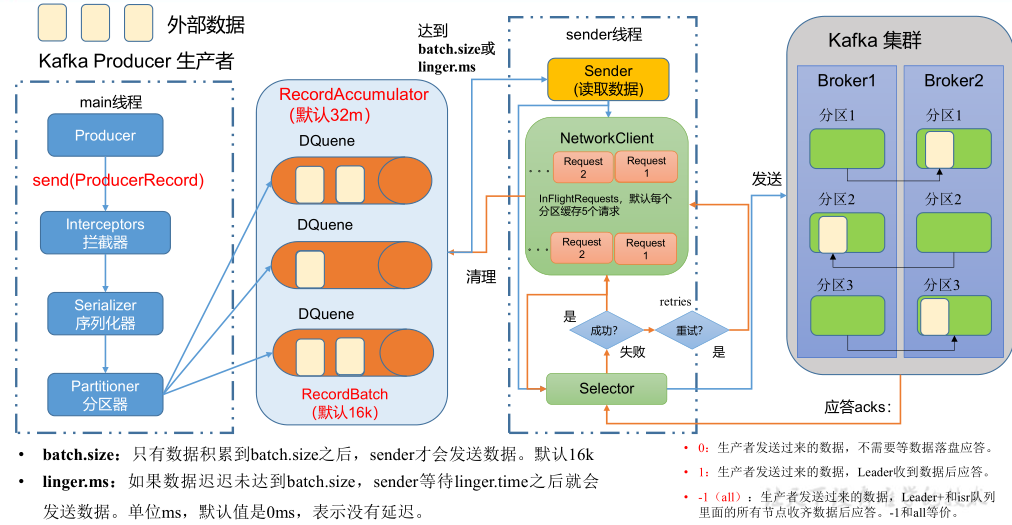 外部数据
Kafka Producer 生产者
main线程
Producer
send(ProducerRecord)
Interceptors
拦截器
Serializer
序列化器
Partitioner
分区器
RecordAccumulator
(默认32m)
DQuene
DQuene
DQuene
RecordBatch
(默认16k)
达到
batch.size或
linger.ms
清理
sender线程
Sender
(读取数据)
NetworkClient
...
Request
2
Request
1
InFlightRequests，默认每个
分区缓存5个请求
...
Request
2
Request
1
是
成功?
失败
retries
重试?
是
Selector
发送
应答acks：
Kafka 集群
Broker1
Broker2
分区1
分区1
分区2
分区2
分区3
分区3
• batch.size：只有数据积累到batch.size之后，sender才会发送数据。默认16k
• linger.ms：如果数据迟迟未达到batch.size，sender等待linger.time之后就会
发送数据。单位ms，默认值是0ms，表示没有延迟。
• 0：生产者发送过来的数据，不需要等数据落盘应答。
• 1：生产者发送过来的数据，Leader收到数据后应答。
• -1（all）：生产者发送过来的数据，Leader+和isr队列
里面的所有节点收齐数据后应答。-1和all等价。